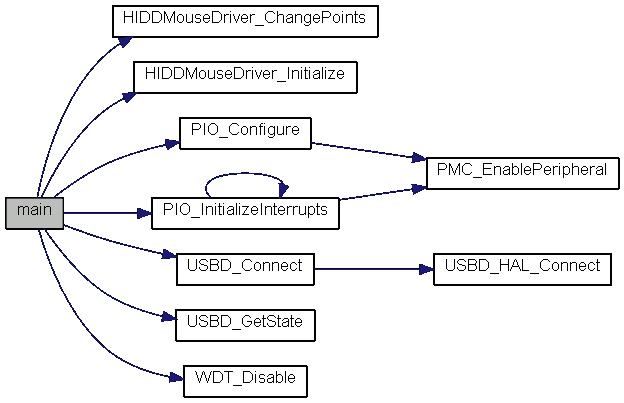 HIDDMouseDriver_ChangePoints
HIDDMouseDriver_Initialize
PIO_Configure
PMC_EnablePeripheral
main
PIO_InitializeInterrupts
USBD_Connect
USBD_HAL_Connect
USBD_GetState
WDT_Disable